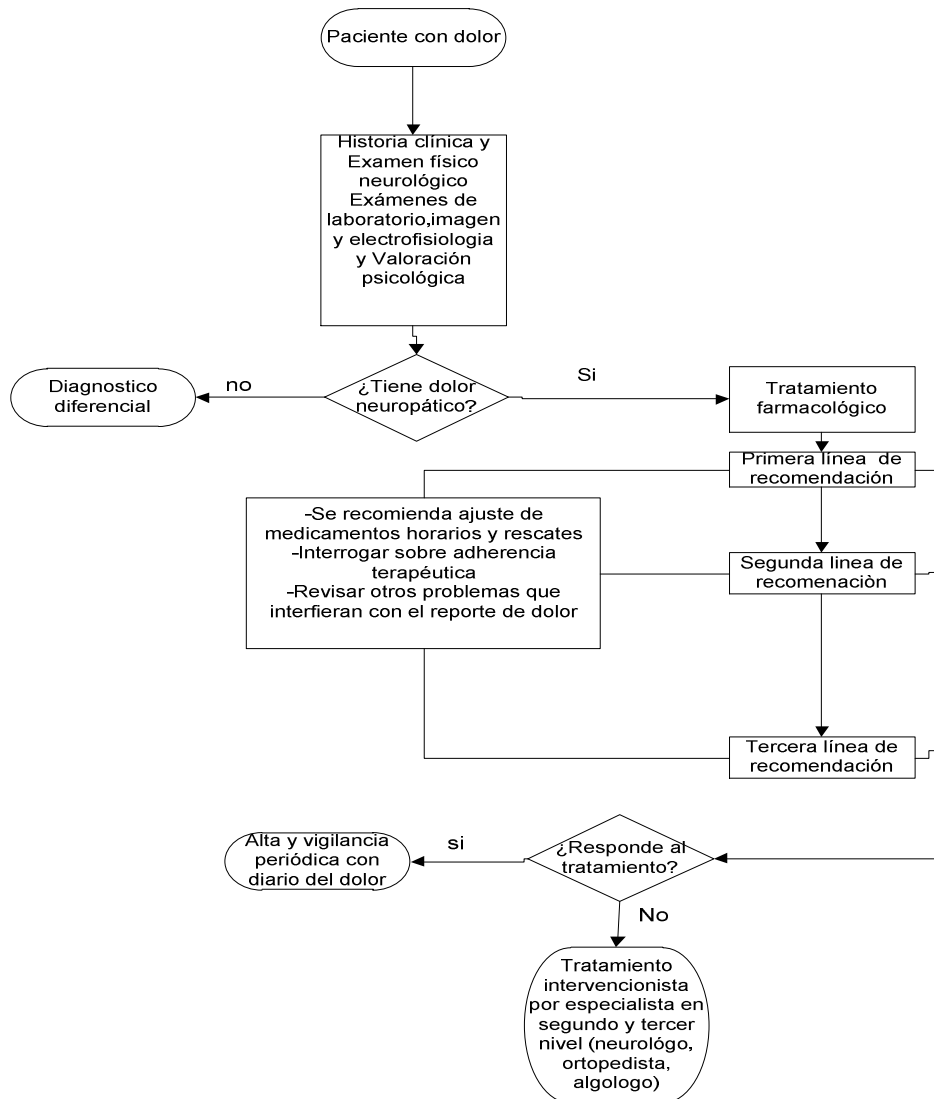 Paciente con dolor
Historia clínica y
Examen físico
neurológico
Exámenes de
laboratorio,imagen
y electrofisiologia
y Valoración
psicológica
¿Tiene dolor
neuropático?
no
Diagnostico
diferencial
Si
Tratamiento
farmacológico
Primera línea de
recomendación
-Se recomienda ajuste de
medicamentos horarios y rescates
-Interrogar sobre adherencia
terapéutica
-Revisar otros problemas que
interfieran con el reporte de dolor
Segunda linea de
recomenaciòn
Tercera línea de
recomendación
¿Responde al
tratamiento?
si
Alta y vigilancia
periódica con
diario del dolor
No
Tratamiento
intervencionista
por especialista en
segundo y tercer
nivel (neurológo,
ortopedista,
algologo)